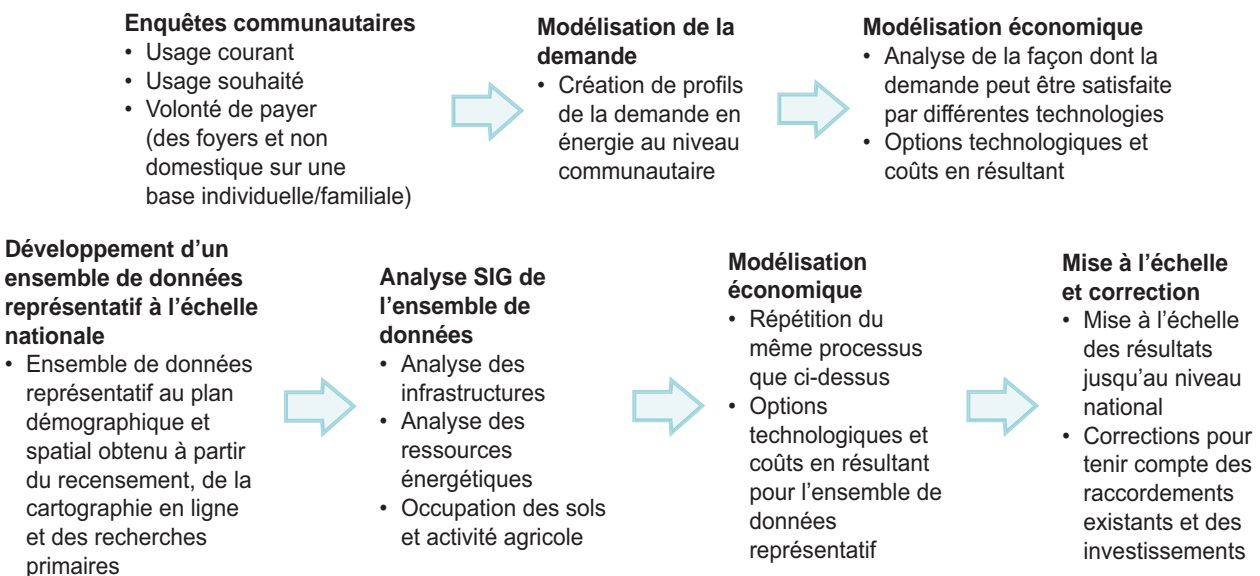 Enquêtes communautaires
• Usage courant
• Usage souhaité
• Volonté de payer
(des foyers et non
domestique sur une
base individuelle/familiale)
Modélisation de la
demande
• Création de profils
de la demande en
énergie au niveau
communautaire
Modélisation économique
• Analyse de la façon dont la
demande peut être satisfaite
par différentes technologies
• Options technologiques et
coûts en résultant
Développement d’un
ensemble de données
représentatif à l’échelle
nationale
• Ensemble de données
représentatif au plan
démographique et
spatial obtenu à partir
du recensement, de la
cartographie en ligne
et des recherches
primaires
Analyse SIG de
l’ensemble de
données
• Analyse des
infrastructures
• Analyse des
ressources
énergétiques
• Occupation des sols
et activité agricole
Modélisation
économique
• Répétition du
même processus
que ci-dessus
• Options
technologiques et
coûts en résultant
pour l’ensemble de
données
représentatif
Mise à l’échelle
et correction
• Mise à l’échelle
des résultats
jusqu’au niveau
national
• Corrections pour
tenir compte des
raccordements
existants et des
investissements